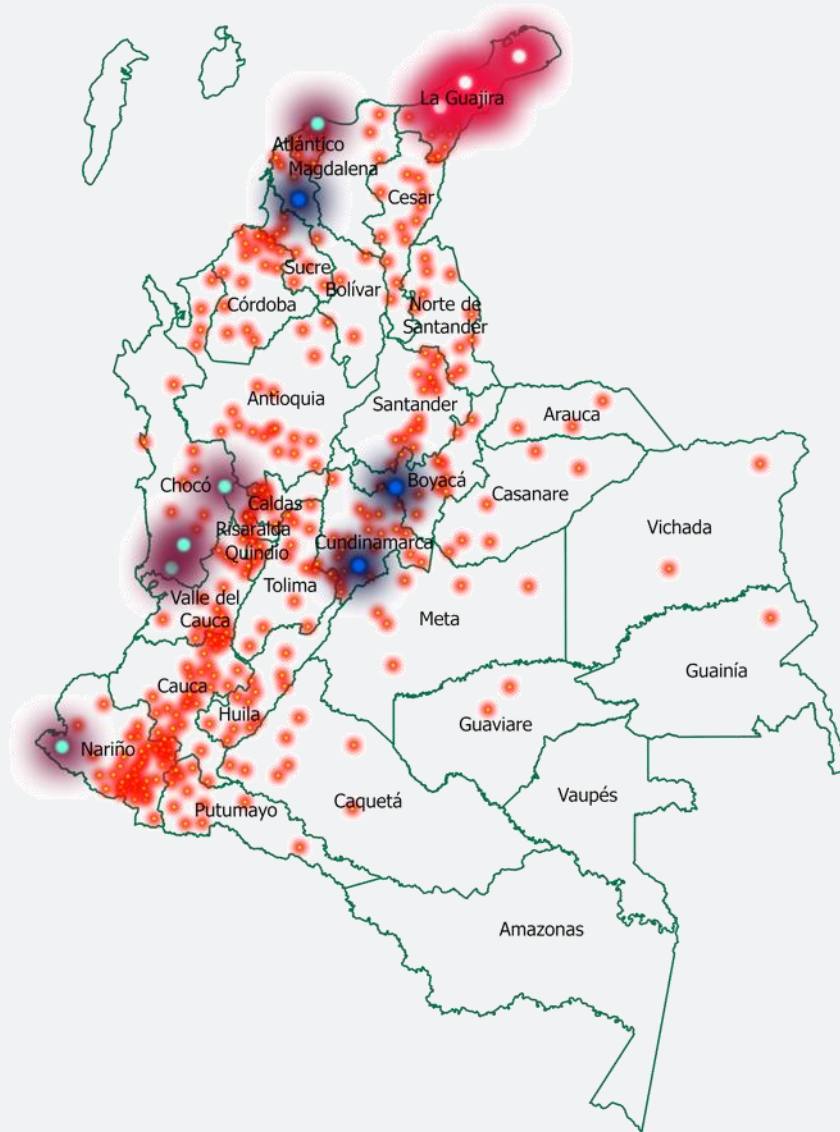 La Guajira
Atlántico
Magdalena
Cesar
Sucre
Bolívar
Córdoba
Norte de
Santander
Antioquia
Santander
Arauca
Chocó
Boyacá
Caldas
Casanare
Risaralda
Vichada
Cundinamarca
Quindio
Tolima
Valle del
Cauca
Meta
Guainía
Cauca
Huila
Guaviare
Nariño
Vaupés
Caquetá
Putumayo
Amazonas